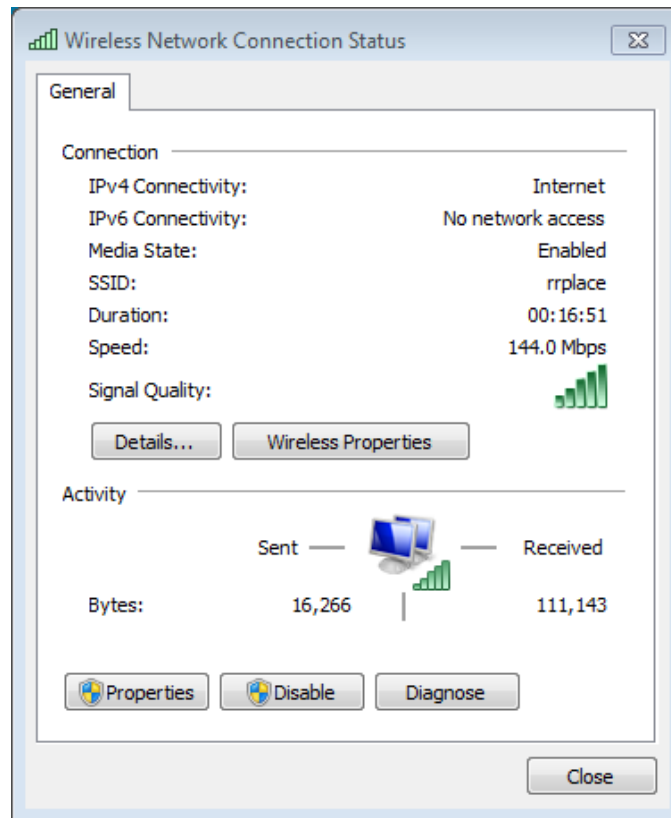 Wireless Network Connection Status
General
Connection
IPv4 Connectivity: Internet
IPv6 Connectivity: No network access
Media State: Enabled
SSID: rrplace
Duration: 00:16:51
Speed: 144.0 Mbps
Signal Quality:
Details... Wireless Properties
Activity
Sent Received
Bytes: 16,266 111,143
Properties Disable Diagnose
Close